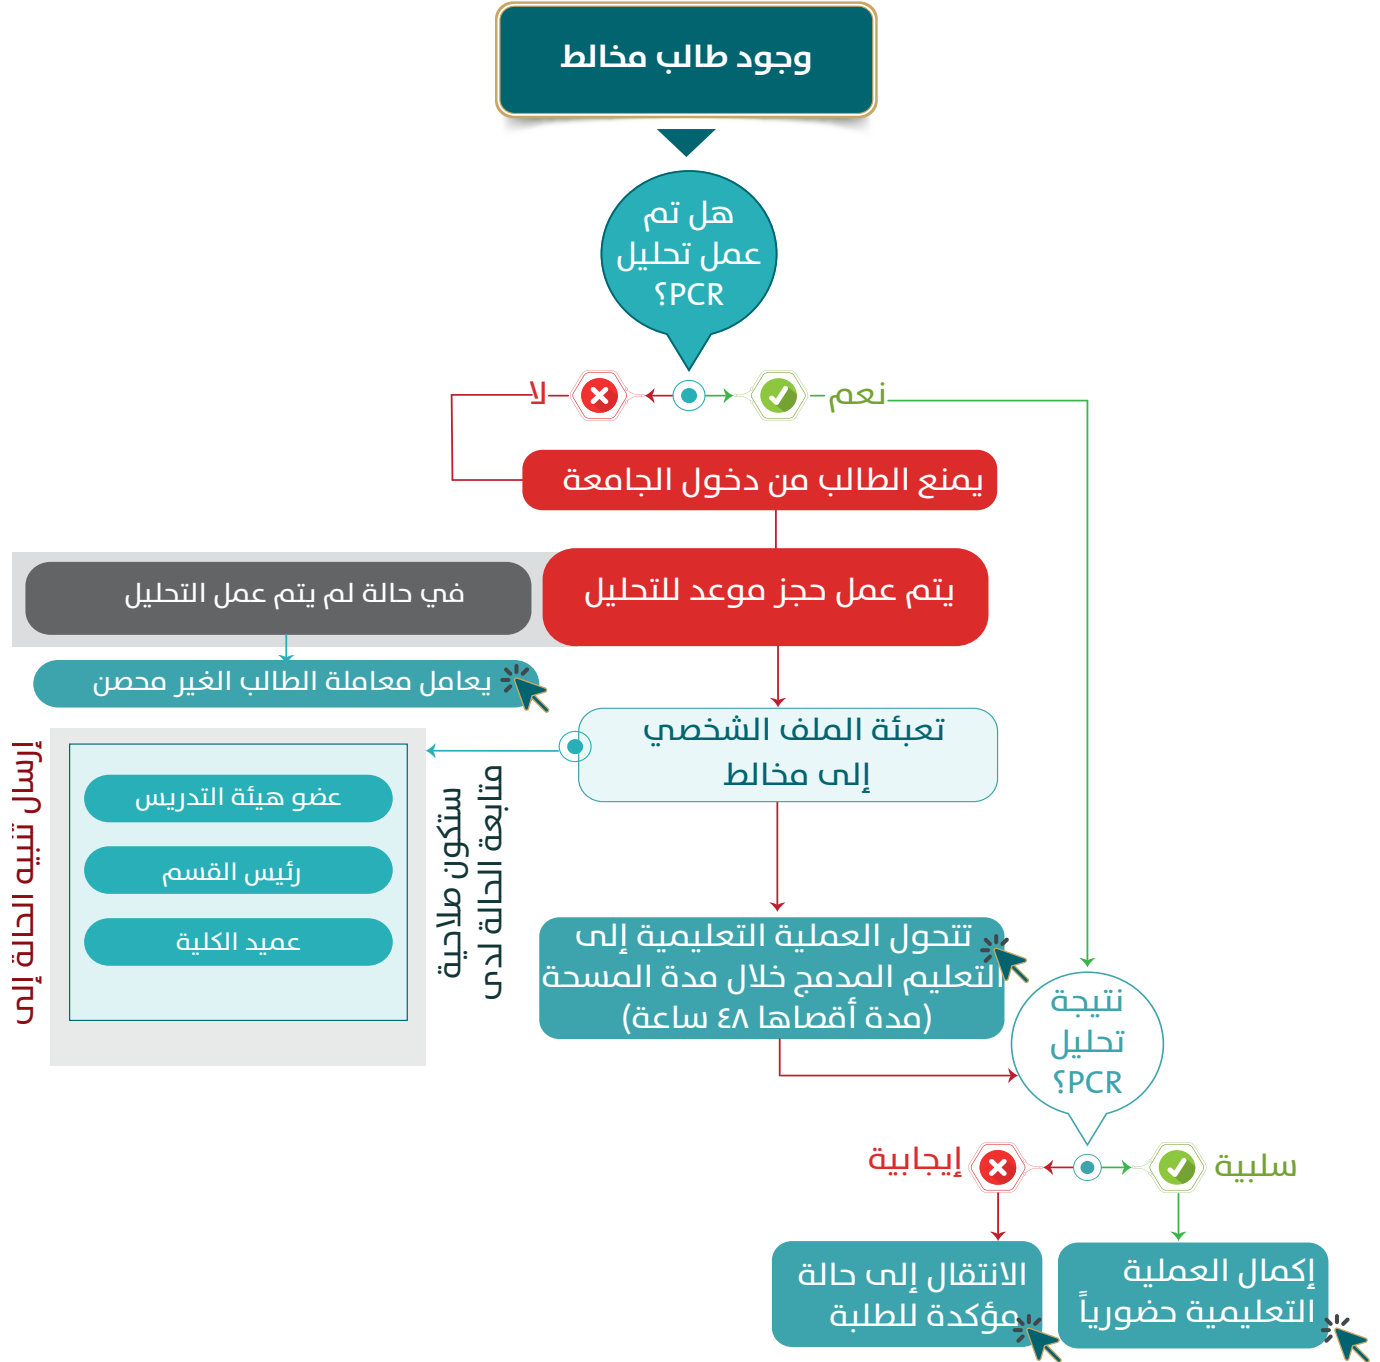 وجود طالب مخالط
هل تم
عمل تحليل
PCR؟
نعم
لا
يمنع الطالب من دخول الجامعة
يتم عمل حجز موعد للتحليل
في حالة لم يتم عمل التحليل
يعامل معاملة الطالب الغير محصن
تعبئة الملف الشخصي
إلى مخالط
ستكون صلاحية
متابعة الحالة لدى
إرسال تنبيه الحالة إلى
عضو هيئة التدريس
رئيس القسم
عميد الكلية
تتحول العملية التعليمية إلى
التعليم المدمج خلال مدة المسحة
(مدة أقصاها ٤٨ ساعة)
نتيجة
تحليل
PCR؟
سلبية
إيجابية
إكمال العملية
التعليمية حضورياً
الانتقال إلى حالة
مؤكدة للطلبة